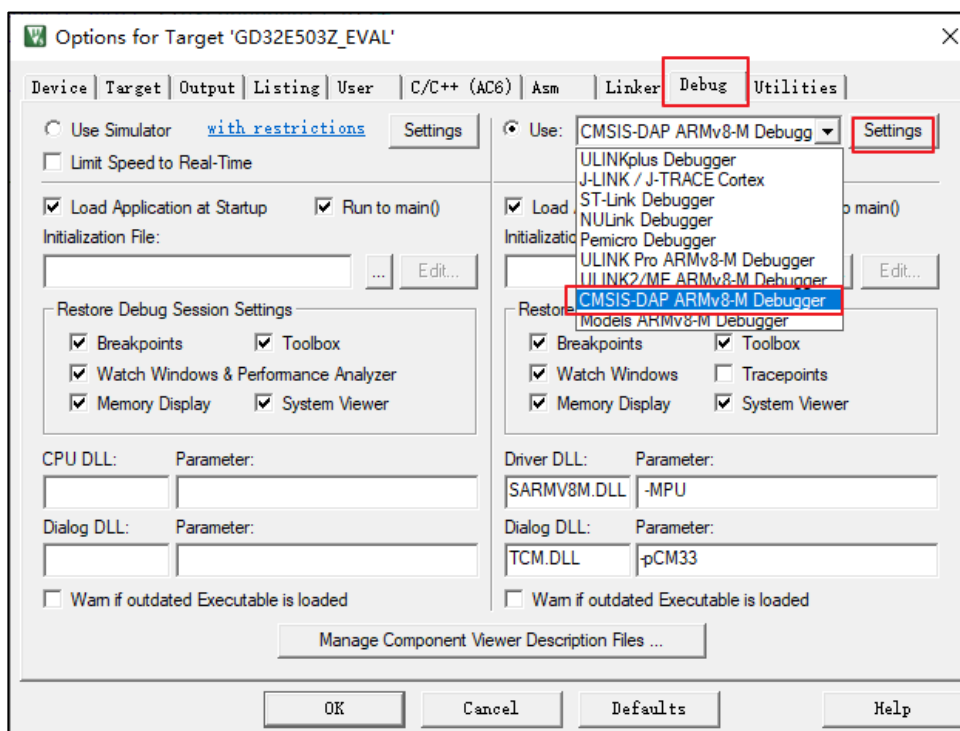 Options for Target 'GD32E503Z_EVAL'
Device Target Output Listing User C/C++ (AC6) Asm Linker Debug Utilities
Use Simulator with restrictions Settings
Limit Speed to Real-Time
Load Application at Startup Run to main()
Initialization File:
... Edit...
Restore Debug Session Settings
Breakpoints Toolbox
Watch Windows & Performance Analyzer
Memory Display System Viewer
CPU DLL: Parameter:
Dialog DLL: Parameter:
Warn if outdated Executable is loaded
Use: CMSIS-DAP ARMv8-M Debugg Settings
ULINKplus Debugger
J-LINK / J-TRACE Cortex
ST-Link Debugger
NULink Debugger
Pemicro Debugger
ULINK Pro ARMv8-M Debugger
ULINK2/ME ARMv8-M Debugger
CMSIS-DAP ARMv8-M Debugger
Models ARMv8-M Debugger
Load main()
Initializatio
Edit...
Restore
Breakpoints Toolbox
Watch Windows Tracepoints
Memory Display System Viewer
Driver DLL: Parameter:
SARMV8M.DLL -MPU
Dialog DLL: Parameter:
TCM.DLL -pCM33
Warn if outdated Executable is loaded
Manage Component Viewer Description Files ...
OK Cancel Defaults Help